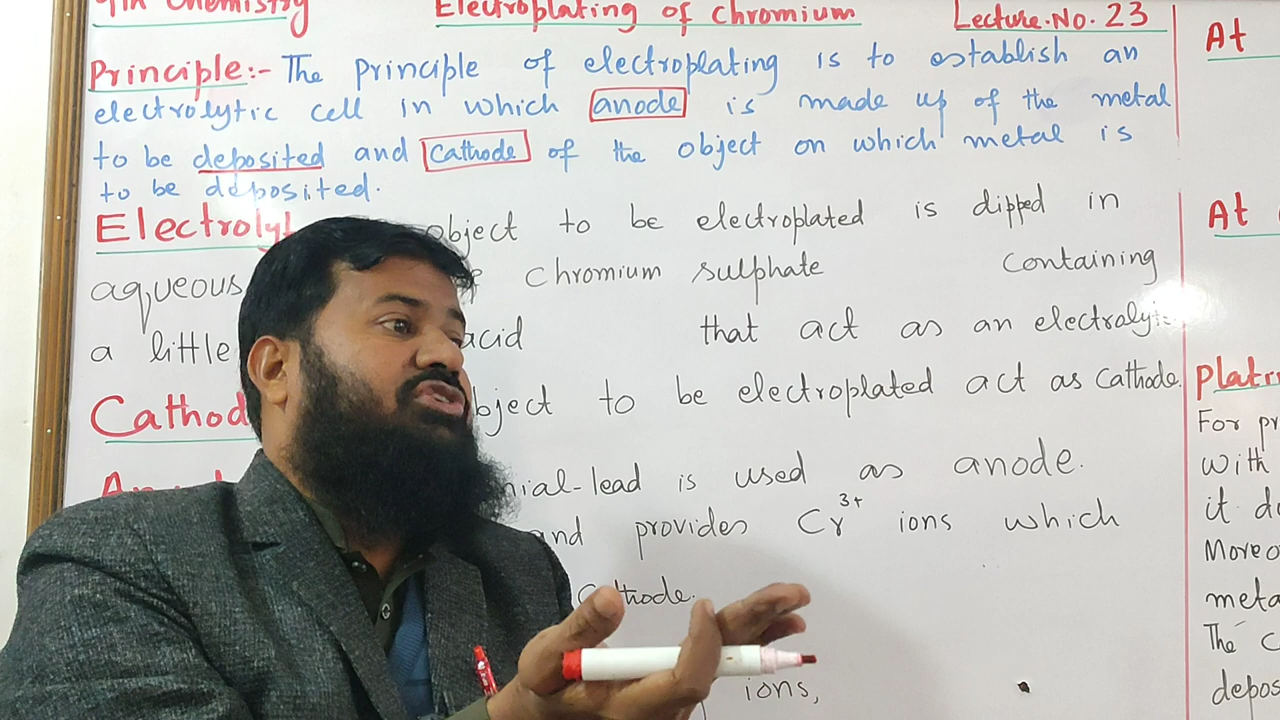 9th Chemistry Electroplating of Chromium Lecture.No. 23
Principle:- The principle of electroplating is to establish an
electrolytic cell in which anode is made up of the metal
to be deposited and Cathode of the object on which metal is
to be deposited.
Electrolyt object to be electroplated is dipped in
aqueous chromium sulphate containing
a little acid that act as an electrolyte
Cathod bject to be electroplated act as Cathode.
nial-lead is used as anode.
and provides Cr³⁺ ions which
Cathode.
ions,
At
At
Platin
For pr
with
it d
Moreo
meta
The C
depos